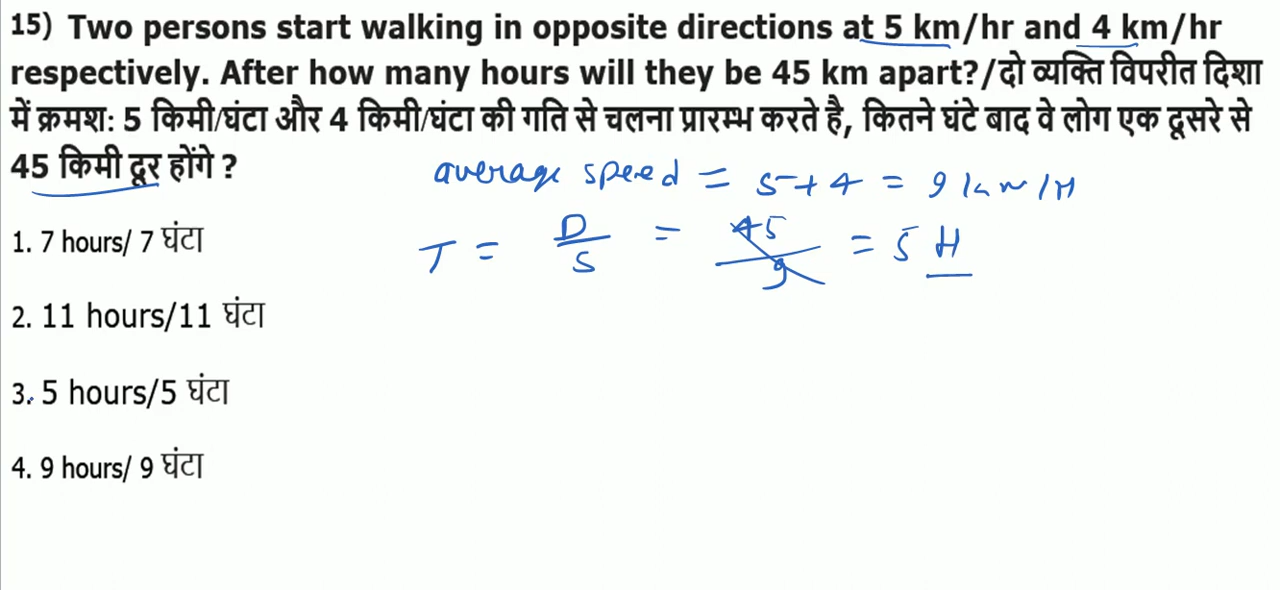 15) Two persons start walking in opposite directions at 5 km/hr and 4 km/hr
respectively. After how many hours will they be 45 km apart?/दो व्यक्ति विपरीत दिशा
में क्रमश: 5 किमी/घंटा और 4 किमी/घंटा की गति से चलना प्रारम्भ करते है, कितने घंटे बाद वे लोग एक दूसरे से
45 किमी दूर होंगे ?
average speed = 5+4 = 9 km/H
T = D/S = 45/9 = 5 H
1. 7 hours/ 7 घंटा
2. 11 hours/11 घंटा
3. 5 hours/5 घंटा
4. 9 hours/ 9 घंटा